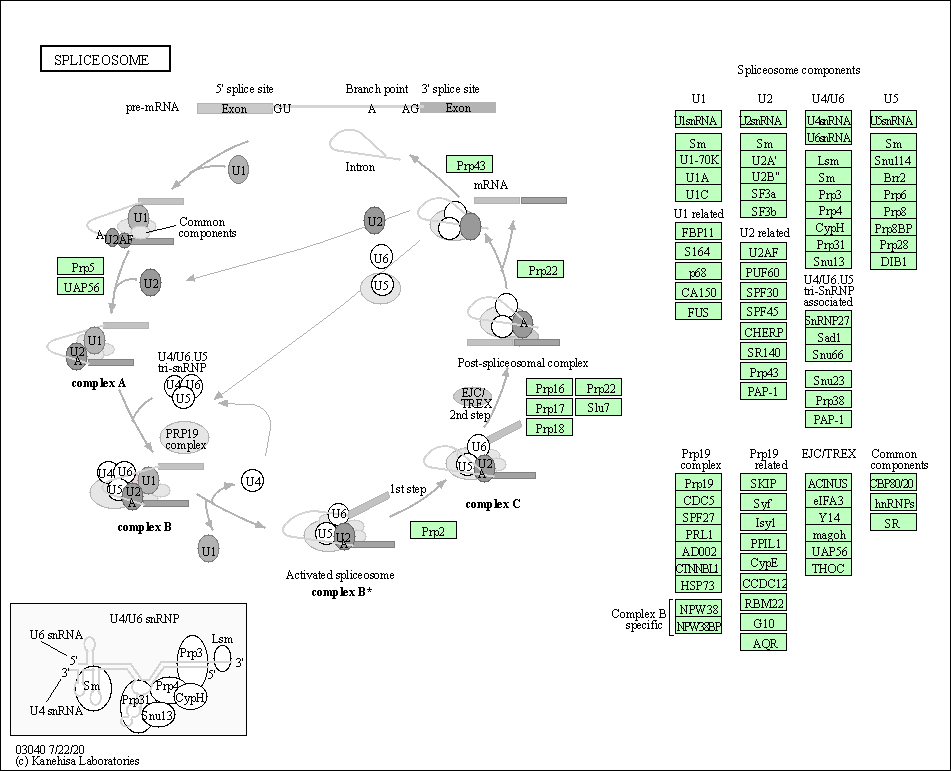 SPLICEOSOME
5' splice site
Branch point
3' splice site
pre-mRNA
Exon
GU
A
AG
Exon
U1
Intron
Prp43
mRNA
U1
A
U2AF
Common
components
U2
U6
U5
Prp5
UAP56
U2
Prp22
A
Post-spliceosomal complex
U1
U2
A
complex A
U4/U6.U5
tri-snRNP
U4
U6
U5
PRP19
complex
EJC/
TREX
2nd step
Prp16
Prp22
Prp17
Slu7
Prp18
U4
U6
U5
U1
U2
A
complex B
U4
U1
U6
U5
U2
A
complex C
1st step
U6
U5
U2
A
Prp2
Activated spliceosome
complex B*
U4/U6 snRNP
U6 snRNA
5'
3'
U4 snRNA
Sm
Prp3
Lsm
3'
5'
Prp31
Prp4
CypH
Snu13
03040 7/22/20
(c) Kanehisa Laboratories
Spliceosome components
U1
U1snRNA
Sm
U1-70K
U1A
U1C
U1 related
FBP11
S164
p68
CA150
FUS
U2
U2snRNA
Sm
U2A'
U2B"
SF3a
SF3b
U2 related
U2AF
PUF60
SPF30
SPF45
CHERP
SR140
Prp43
PAP-1
U4/U6
U4snRNA
U6snRNA
Lsm
Sm
Prp3
Prp4
CypH
Prp31
Snu13
U4/U6.U5
tri-SnRNP
associated
SnRNP27
Sad1
Snu66
Snu23
Prp38
PAP-1
U5
U5snRNA
Sm
Snu114
Brr2
Prp6
Prp8
Prp8BP
Prp28
DIB1
Prp19
complex
Prp19
CDC5
SPF27
PRL1
AD002
CTNNBL1
HSP73
Complex B
specific
NPW38
NPW38BP
Prp19
related
SKIP
Syf
Isy1
PPIL1
CypE
CCDC12
RBM22
G10
AQR
EJC/TREX
ACINUS
eIFA3
Y14
magoh
UAP56
THOC
Common
components
CBP80/20
hnRNPs
SR